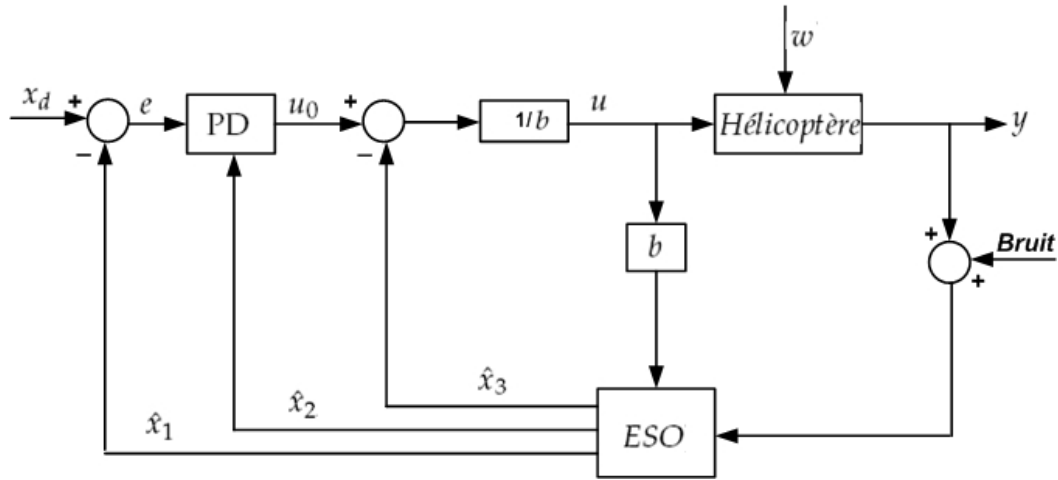 w
x_d + e PD u_0 + 1/b u Hélicoptère y
−
−
b
+ Bruit
+
x̂_3
x̂_2
x̂_1
ESO